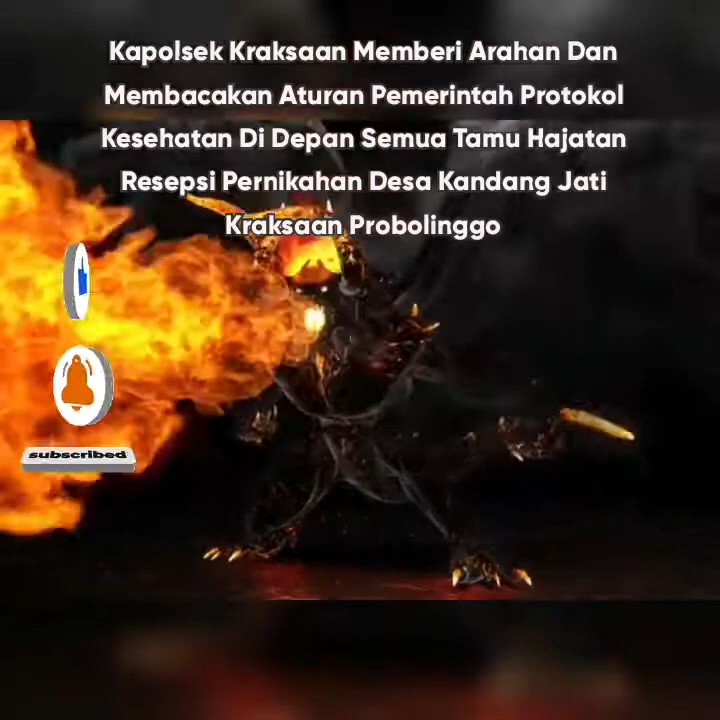 Kapolsek Kraksaan Memberi Arahan Dan
Membacakan Aturan Pemerintah Protokol
Kesehatan Di Depan Semua Tamu Hajatan
Resepsi Pernikahan Desa Kandang Jati
Kraksaan Probolinggo
subscribed